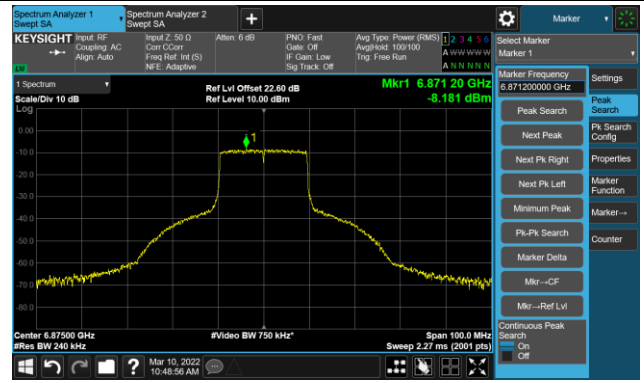 Spectrum Analyzer 1
Swept SA
Spectrum Analyzer 2
Swept SA
+
Marker
KEYSIGHT
Input: RF
Coupling: AC
Align: Auto
Input Z: 50 Ω
Corr CCorr
Freq Ref: Int (S)
NFE: Adaptive
Atten: 6 dB
PNO: Fast
Gate: Off
IF Gain: Low
Sig Track: Off
Avg Type: Power (RMS)
Avg|Hold: 100/100
Trig: Free Run
1 2 3 4 5 6
A W W W W W
A N N N N N
Select Marker
Marker 1
LM
1 Spectrum
Scale/Div 10 dB
Log
Ref Lvl Offset 22.60 dB
Ref Level 10.00 dBm
Mkr1 6.871 20 GHz
-8.181 dBm
0.00
-10.0
-20.0
-30.0
-40.0
-50.0
-60.0
-70.0
-80.0
1
Center 6.87500 GHz
#Res BW 240 kHz
#Video BW 750 kHz*
Span 100.0 MHz
Sweep 2.27 ms (2001 pts)
Marker Frequency
6.871200000 GHz
Peak Search
Next Peak
Next Pk Right
Next Pk Left
Minimum Peak
Pk-Pk Search
Marker Delta
Mkr→CF
Mkr→Ref Lvl
Continuous Peak
Search
On
Off
Settings
Peak
Search
Pk Search
Config
Properties
Marker
Function
Marker→
Counter
?
Mar 10, 2022
10:48:56 AM